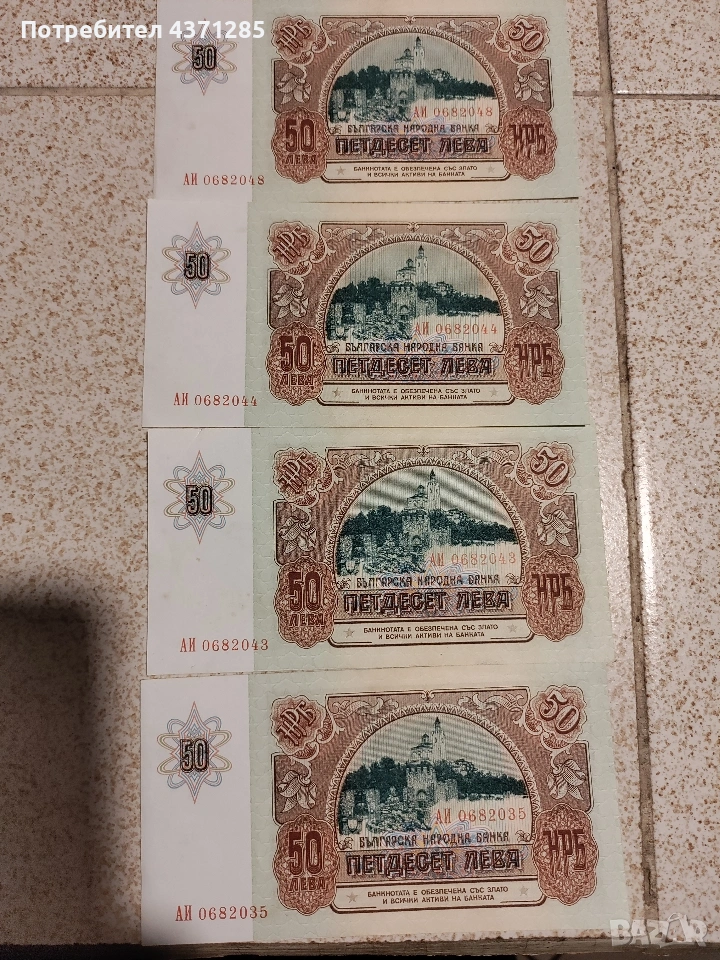 Потребител 4371285
НРБ 50
50
АИ 0682048
БЪЛГАРСКА НАРОДНА БАНКА
50 ЛЕВА ПЕТДЕСЕТ ЛЕВА НРБ
БАНКНОТАТА Е ОБЕЗПЕЧЕНА СЪС ЗЛАТО
И ВСИЧКИ АКТИВИ НА БАНКАТА
АИ 0682048
НРБ 50
50
АИ 0682044
БЪЛГАРСКА НАРОДНА БАНКА
50 ЛЕВА ПЕТДЕСЕТ ЛЕВА НРБ
БАНКНОТАТА Е ОБЕЗПЕЧЕНА СЪС ЗЛАТО
И ВСИЧКИ АКТИВИ НА БАНКАТА
АИ 0682044
НРБ 50
50
АИ 0682043
БЪЛГАРСКА НАРОДНА БАНКА
50 ЛЕВА ПЕТДЕСЕТ ЛЕВА НРБ
БАНКНОТАТА Е ОБЕЗПЕЧЕНА СЪС ЗЛАТО
И ВСИЧКИ АКТИВИ НА БАНКАТА
АИ 0682043
НРБ 50
50
АИ 0682035
БЪЛГАРСКА НАРОДНА БАНКА
50 ЛЕВА ПЕТДЕСЕТ ЛЕВА НРБ
БАНКНОТАТА Е ОБЕЗПЕЧЕНА СЪС ЗЛАТО
И ВСИЧКИ АКТИВИ НА БАНКАТА
АИ 0682035
BAZAR